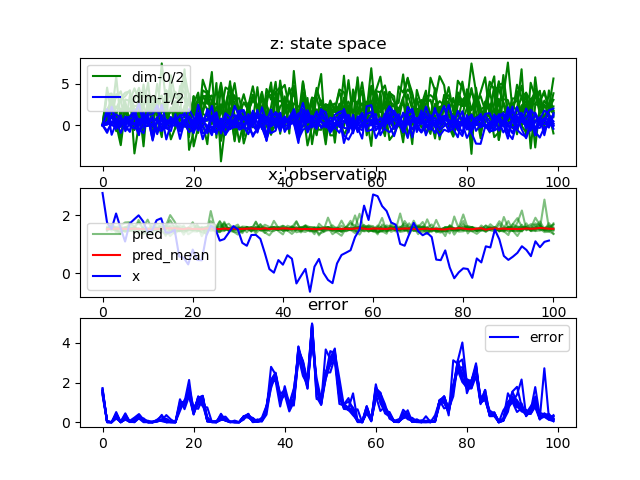 z: state space
5
0
dim-0/2
dim-1/2
0 20 40 60 80 100
x: observation
2
0
pred
pred_mean
x
0 20 40 60 80 100
error
4
2
0
error
0 20 40 60 80 100